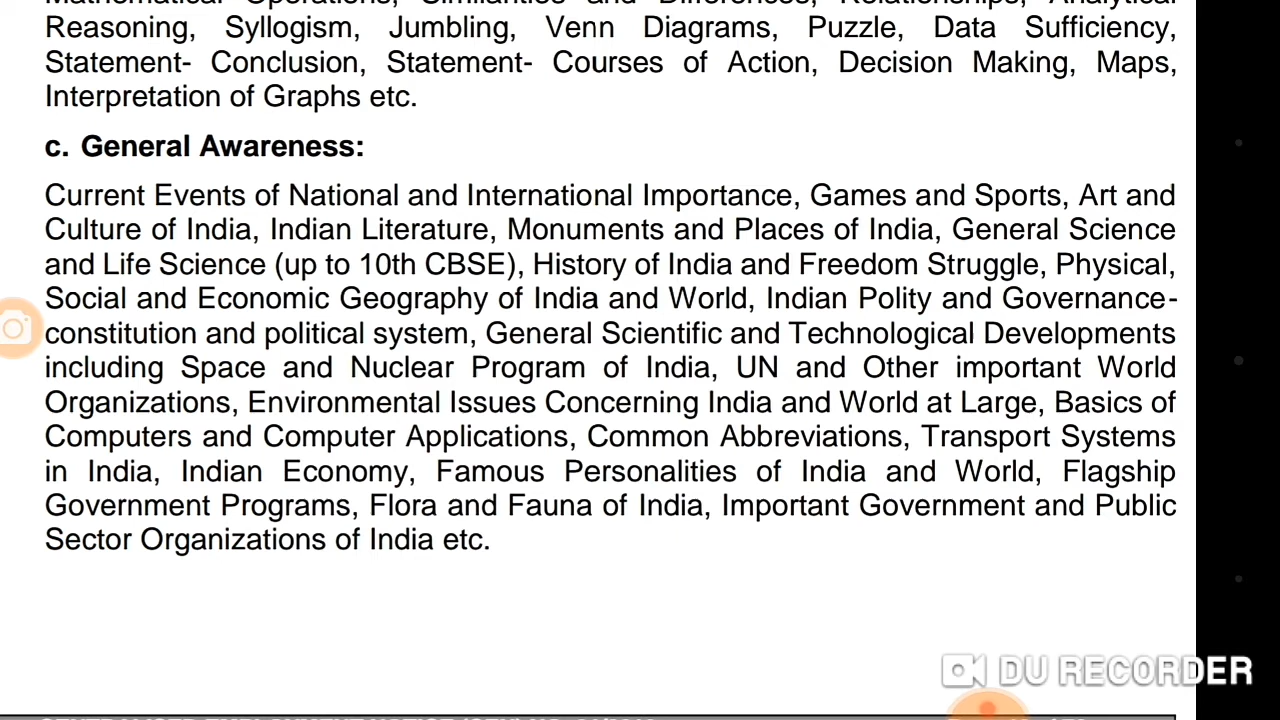 Mathematical Operations, Similarities and Differences, Relationships, Analytical
Reasoning, Syllogism, Jumbling, Venn Diagrams, Puzzle, Data Sufficiency,
Statement- Conclusion, Statement- Courses of Action, Decision Making, Maps,
Interpretation of Graphs etc.
c. General Awareness:
Current Events of National and International Importance, Games and Sports, Art and
Culture of India, Indian Literature, Monuments and Places of India, General Science
and Life Science (up to 10th CBSE), History of India and Freedom Struggle, Physical,
Social and Economic Geography of India and World, Indian Polity and Governance-
constitution and political system, General Scientific and Technological Developments
including Space and Nuclear Program of India, UN and Other important World
Organizations, Environmental Issues Concerning India and World at Large, Basics of
Computers and Computer Applications, Common Abbreviations, Transport Systems
in India, Indian Economy, Famous Personalities of India and World, Flagship
Government Programs, Flora and Fauna of India, Important Government and Public
Sector Organizations of India etc.
DU RECORDER